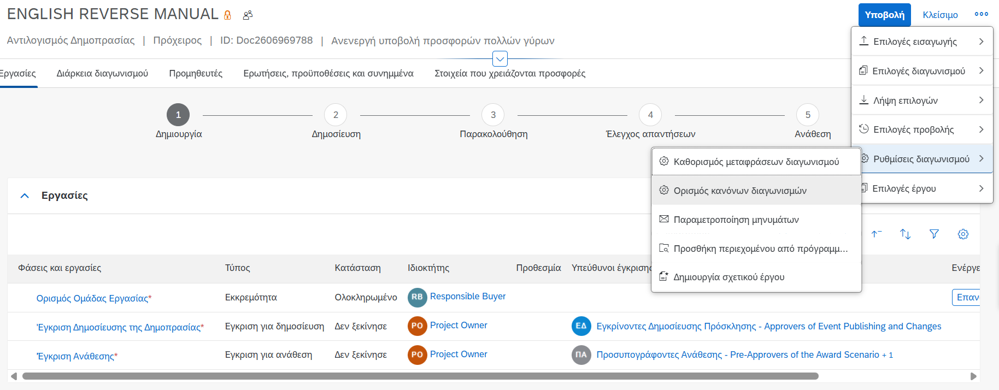 ENGLISH REVERSE MANUAL
Υποβολή Κλείσιμο
Αντιλογισμός Δημοπρασίας | Πρόχειρος | ID: Doc2606969788 | Ανενεργή υποβολή προσφορών πολλών γύρων
Επιλογές εισαγωγής
Επιλογές διαγωνισμού
Λήψη επιλογών
Επιλογές προβολής
Ρυθμίσεις διαγωνισμού
Επιλογές έργου
Εργασίες Διάρκεια διαγωνισμού Προμηθευτές Ερωτήσεις, προϋποθέσεις και συνημμένα Στοιχεία που χρειάζονται προσφορές
1 2 3 4 5
Δημιουργία Δημοσίευση Παρακολούθηση Έλεγχος απαντήσεων Ανάθεση
Καθορισμός μεταφράσεων διαγωνισμού
Ορισμός κανόνων διαγωνισμών
Παραμετροποίηση μηνυμάτων
Προσθήκη περιεχομένου από πρόγραμμ...
Δημιουργία σχετικού έργου
Εργασίες
Φάσεις και εργασίες Τύπος Κατάσταση Ιδιοκτήτης Προθεσμία Υπεύθυνοι έγκρισης Ενέργε
Ορισμός Ομάδας Εργασίας* Εκκρεμότητα Ολοκληρωμένο RB Responsible Buyer Επαν
Έγκριση Δημοσίευσης της Δημοπρασίας* Εγκριση για δημοσίευση Δεν ξεκίνησε PO Project Owner ΕΔ Εγκρίνοντες Δημοσίευσης Πρόσκλησης - Approvers of Event Publishing and Changes
Έγκριση Ανάθεσης* Εγκριση για ανάθεση Δεν ξεκίνησε PO Project Owner ΠΑ Προσυπογράφοντες Ανάθεσης - Pre-Approvers of the Award Scenario + 1